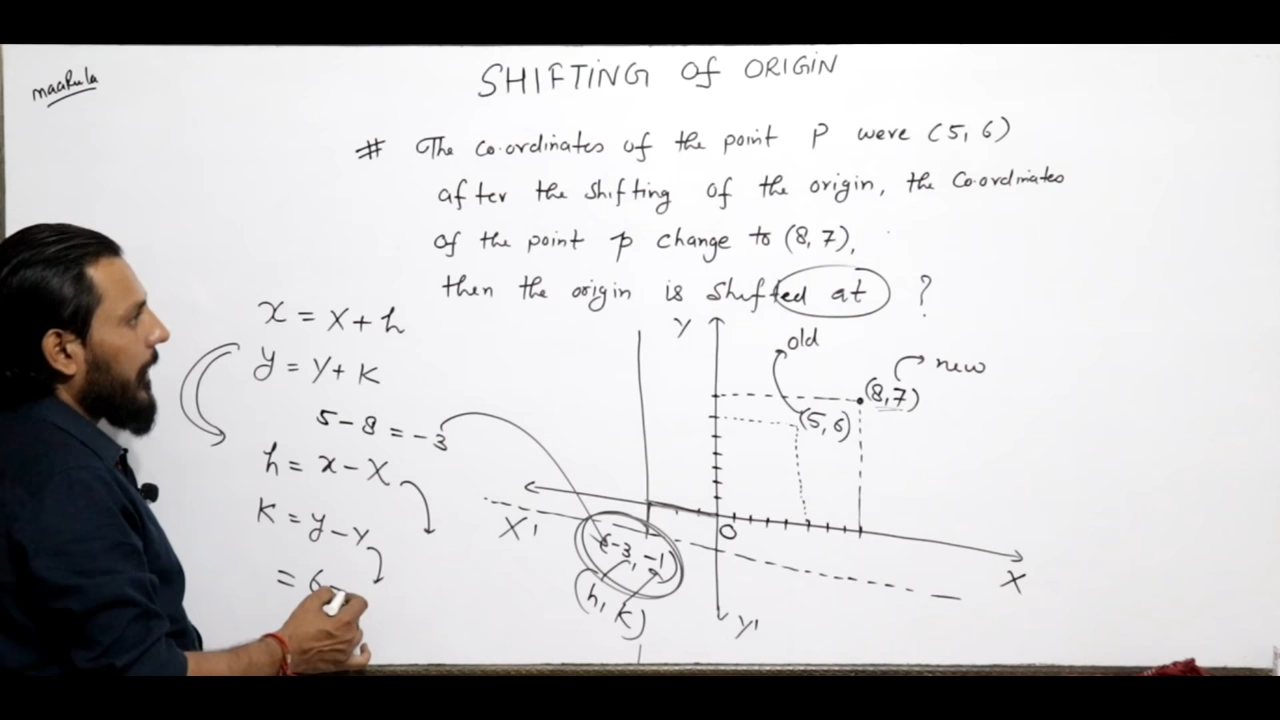 maaRula
SHIFTING of ORIGIN
# The co-ordinates of the point P were (5, 6)
after the shifting of the origin, the Co-ordinates
of the point p change to (8, 7),
then the origin is shifted at ?
x = X + h
y = Y + K
5 - 8 = -3
h = x - X
K = y - Y
= 6 -
Y
old
new
(8,7)
(5, 6)
X'
O
X
(-3, -1)
(h, k)
Y'